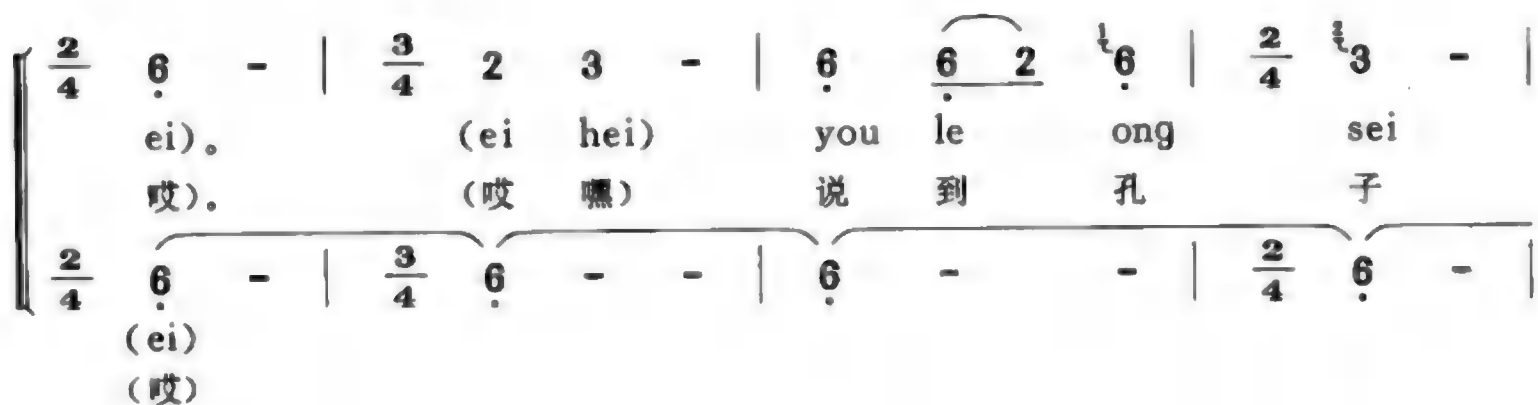 2/4 6 - | 3/4 2 3 - | 6 6 2 16 | 2/4 23 - |
ei)。 (ei hei) you le ong sei
哎)。 (哎 嘿) 说 到 孔 子
2/4 6 - | 3/4 6 - - | 6 - - | 2/4 6 - |
(ei)
(哎)